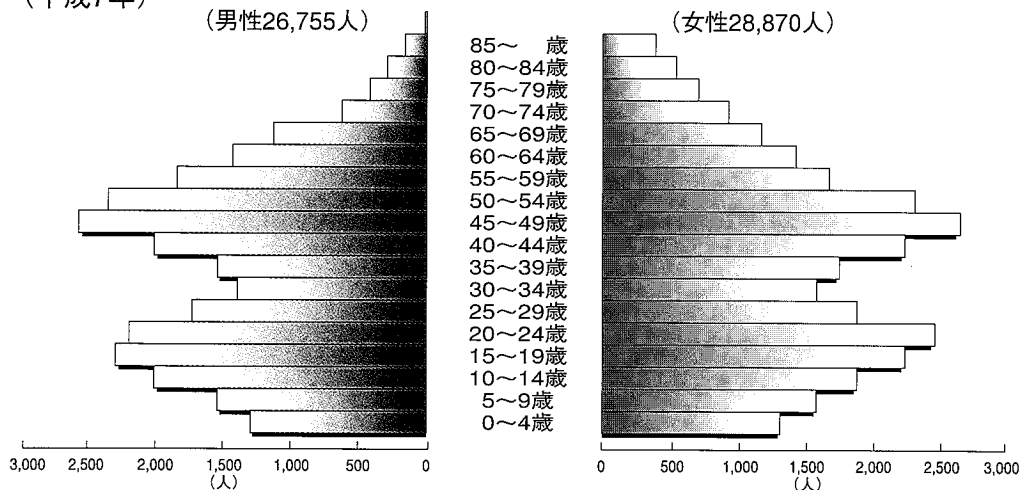 （平成7年）
（男性26,755人）
（女性28,870人）
85～　歳
80～84歳
75～79歳
70～74歳
65～69歳
60～64歳
55～59歳
50～54歳
45～49歳
40～44歳
35～39歳
30～34歳
25～29歳
20～24歳
15～19歳
10～14歳
5～9歳
0～4歳
3,000 2,500 2,000 1,500 1,000 500 0
（人）
0 500 1,000 1,500 2,000 2,500 3,000
（人）